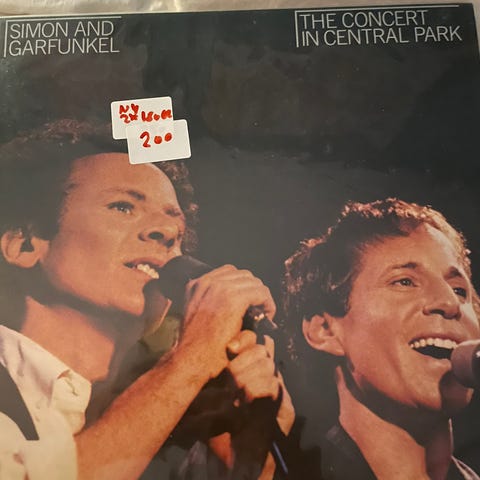 SIMON AND
GARFUNKEL
THE CONCERT
IN CENTRAL PARK
200